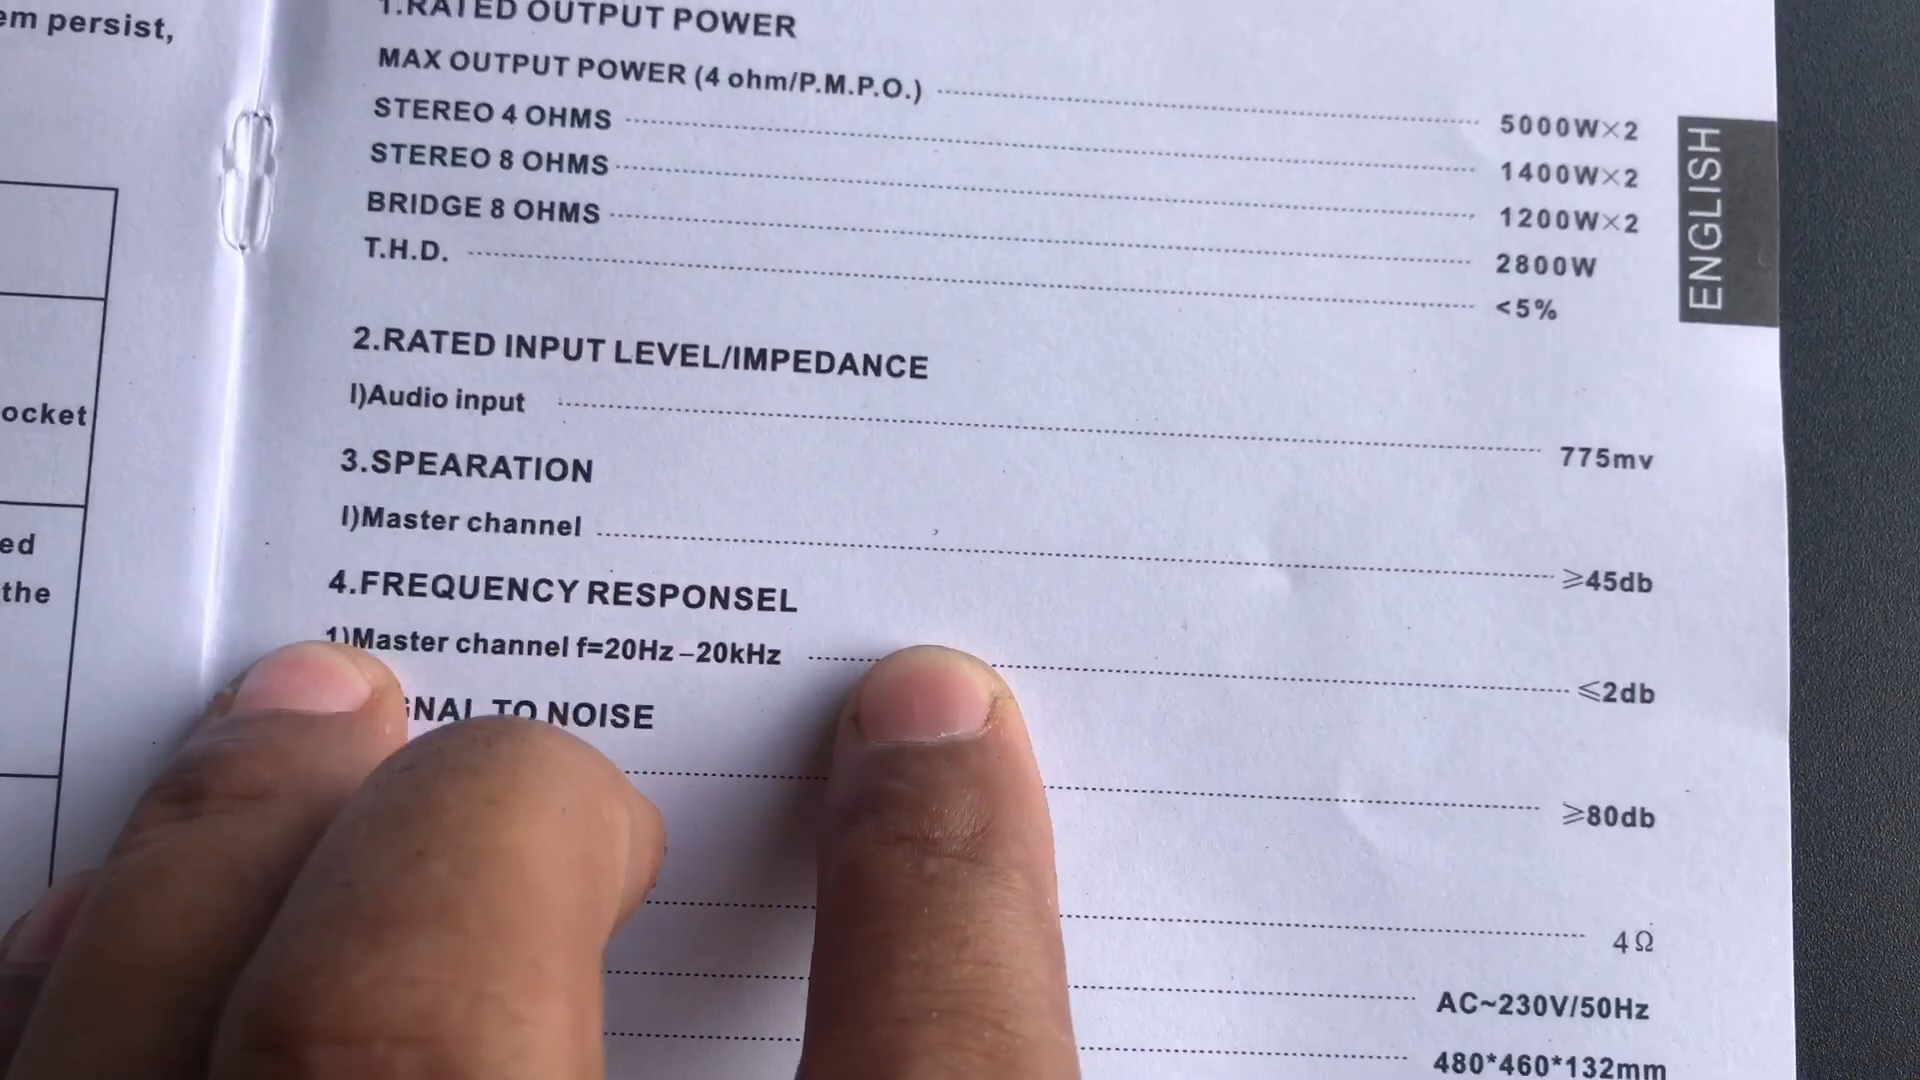 em persist,
ocket
ed
the
1.RATED OUTPUT POWER
MAX OUTPUT POWER (4 ohm/P.M.P.O.) 5000W×2
STEREO 4 OHMS 1400W×2
STEREO 8 OHMS 1200W×2
BRIDGE 8 OHMS 2800W
T.H.D. <5%
2.RATED INPUT LEVEL/IMPEDANCE
I)Audio input 775mv
3.SPEARATION
I)Master channel ⩾45db
4.FREQUENCY RESPONSEL
1)Master channel f=20Hz–20kHz ⩽2db
TO NOISE
⩾80db
4Ω
AC~230V/50Hz
480*460*132mm
ENGLISH